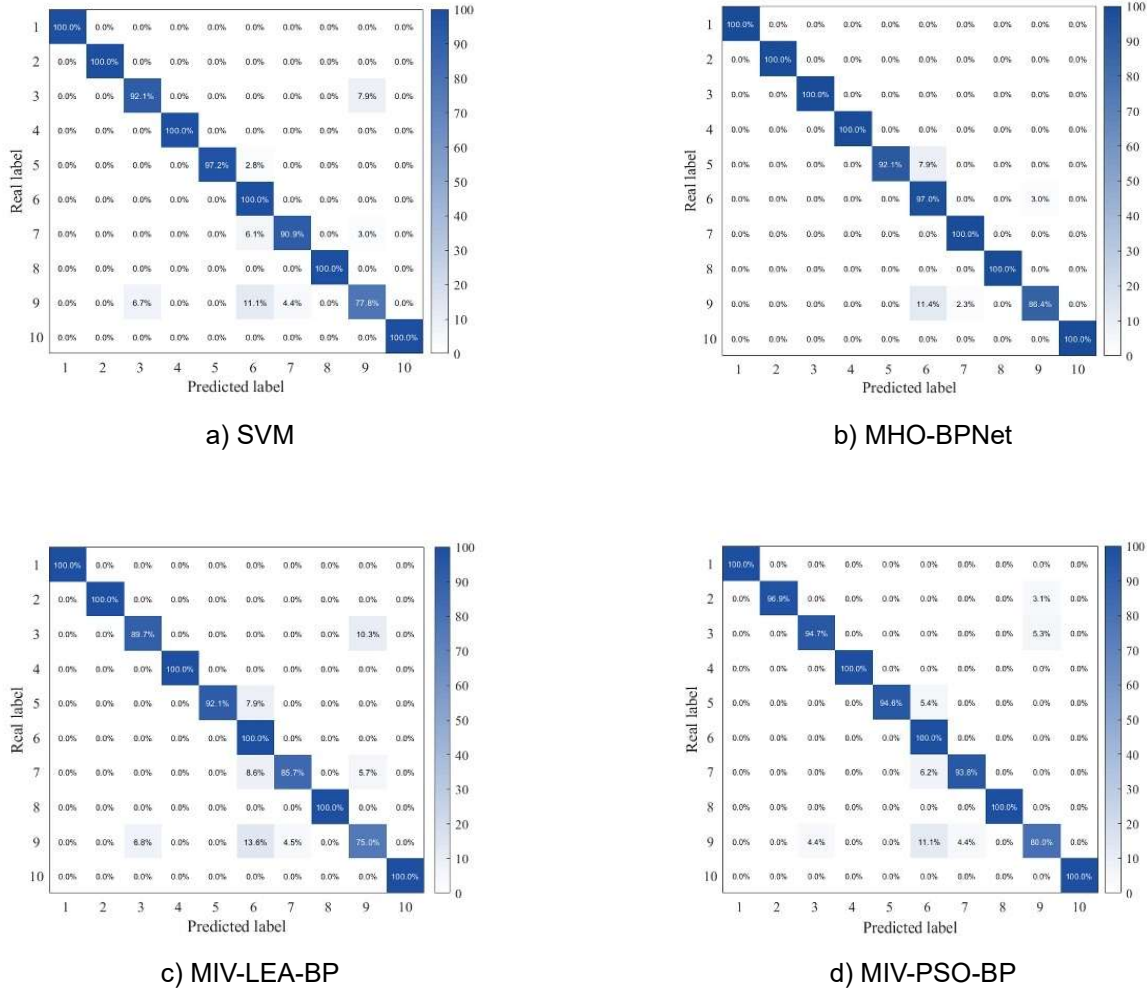 100
1 100.0% 0.0% 0.0% 0.0% 0.0% 0.0% 0.0% 0.0% 0.0% 0.0%
90
2 0.0% 100.0% 0.0% 0.0% 0.0% 0.0% 0.0% 0.0% 0.0% 0.0%
80
3 0.0% 0.0% 92.1% 0.0% 0.0% 0.0% 0.0% 0.0% 7.9% 0.0%
70
4 0.0% 0.0% 0.0% 100.0% 0.0% 0.0% 0.0% 0.0% 0.0% 0.0%
60
5 0.0% 0.0% 0.0% 0.0% 97.2% 2.8% 0.0% 0.0% 0.0% 0.0%
50
Real label
6 0.0% 0.0% 0.0% 0.0% 0.0% 100.0% 0.0% 0.0% 0.0% 0.0%
40
7 0.0% 0.0% 0.0% 0.0% 0.0% 6.1% 90.9% 0.0% 3.0% 0.0%
30
8 0.0% 0.0% 0.0% 0.0% 0.0% 0.0% 0.0% 100.0% 0.0% 0.0%
20
9 0.0% 0.0% 6.7% 0.0% 0.0% 11.1% 4.4% 0.0% 77.8% 0.0%
10
10 0.0% 0.0% 0.0% 0.0% 0.0% 0.0% 0.0% 0.0% 0.0% 100.0%
0
1 2 3 4 5 6 7 8 9 10
Predicted label
a) SVM
100
1 100.0% 0.0% 0.0% 0.0% 0.0% 0.0% 0.0% 0.0% 0.0% 0.0%
90
2 0.0% 100.0% 0.0% 0.0% 0.0% 0.0% 0.0% 0.0% 0.0% 0.0%
80
3 0.0% 0.0% 100.0% 0.0% 0.0% 0.0% 0.0% 0.0% 0.0% 0.0%
70
4 0.0% 0.0% 0.0% 100.0% 0.0% 0.0% 0.0% 0.0% 0.0% 0.0%
60
5 0.0% 0.0% 0.0% 0.0% 92.1% 7.9% 0.0% 0.0% 0.0% 0.0%
50
Real label
6 0.0% 0.0% 0.0% 0.0% 0.0% 97.0% 0.0% 0.0% 3.0% 0.0%
40
7 0.0% 0.0% 0.0% 0.0% 0.0% 0.0% 100.0% 0.0% 0.0% 0.0%
30
8 0.0% 0.0% 0.0% 0.0% 0.0% 0.0% 0.0% 100.0% 0.0% 0.0%
20
9 0.0% 0.0% 0.0% 0.0% 0.0% 11.4% 2.3% 0.0% 86.4% 0.0%
10
10 0.0% 0.0% 0.0% 0.0% 0.0% 0.0% 0.0% 0.0% 0.0% 100.0%
0
1 2 3 4 5 6 7 8 9 10
Predicted label
b) MHO-BPNet
100
1 100.0% 0.0% 0.0% 0.0% 0.0% 0.0% 0.0% 0.0% 0.0% 0.0%
90
2 0.0% 100.0% 0.0% 0.0% 0.0% 0.0% 0.0% 0.0% 0.0% 0.0%
80
3 0.0% 0.0% 89.7% 0.0% 0.0% 0.0% 0.0% 0.0% 10.3% 0.0%
70
4 0.0% 0.0% 0.0% 100.0% 0.0% 0.0% 0.0% 0.0% 0.0% 0.0%
60
5 0.0% 0.0% 0.0% 0.0% 92.1% 7.9% 0.0% 0.0% 0.0% 0.0%
50
Real label
6 0.0% 0.0% 0.0% 0.0% 0.0% 100.0% 0.0% 0.0% 0.0% 0.0%
40
7 0.0% 0.0% 0.0% 0.0% 0.0% 8.6% 85.7% 0.0% 5.7% 0.0%
30
8 0.0% 0.0% 0.0% 0.0% 0.0% 0.0% 0.0% 100.0% 0.0% 0.0%
20
9 0.0% 0.0% 6.8% 0.0% 0.0% 13.6% 4.5% 0.0% 75.0% 0.0%
10
10 0.0% 0.0% 0.0% 0.0% 0.0% 0.0% 0.0% 0.0% 0.0% 100.0%
0
1 2 3 4 5 6 7 8 9 10
Predicted label
c) MIV-LEA-BP
100
1 100.0% 0.0% 0.0% 0.0% 0.0% 0.0% 0.0% 0.0% 0.0% 0.0%
90
2 0.0% 96.9% 0.0% 0.0% 0.0% 0.0% 0.0% 0.0% 3.1% 0.0%
80
3 0.0% 0.0% 94.7% 0.0% 0.0% 0.0% 0.0% 0.0% 5.3% 0.0%
70
4 0.0% 0.0% 0.0% 100.0% 0.0% 0.0% 0.0% 0.0% 0.0% 0.0%
60
5 0.0% 0.0% 0.0% 0.0% 94.6% 5.4% 0.0% 0.0% 0.0% 0.0%
50
Real label
6 0.0% 0.0% 0.0% 0.0% 0.0% 100.0% 0.0% 0.0% 0.0% 0.0%
40
7 0.0% 0.0% 0.0% 0.0% 0.0% 6.2% 93.8% 0.0% 0.0% 0.0%
30
8 0.0% 0.0% 0.0% 0.0% 0.0% 0.0% 0.0% 100.0% 0.0% 0.0%
20
9 0.0% 0.0% 4.4% 0.0% 0.0% 11.1% 4.4% 0.0% 80.0% 0.0%
10
10 0.0% 0.0% 0.0% 0.0% 0.0% 0.0% 0.0% 0.0% 0.0% 100.0%
0
1 2 3 4 5 6 7 8 9 10
Predicted label
d) MIV-PSO-BP